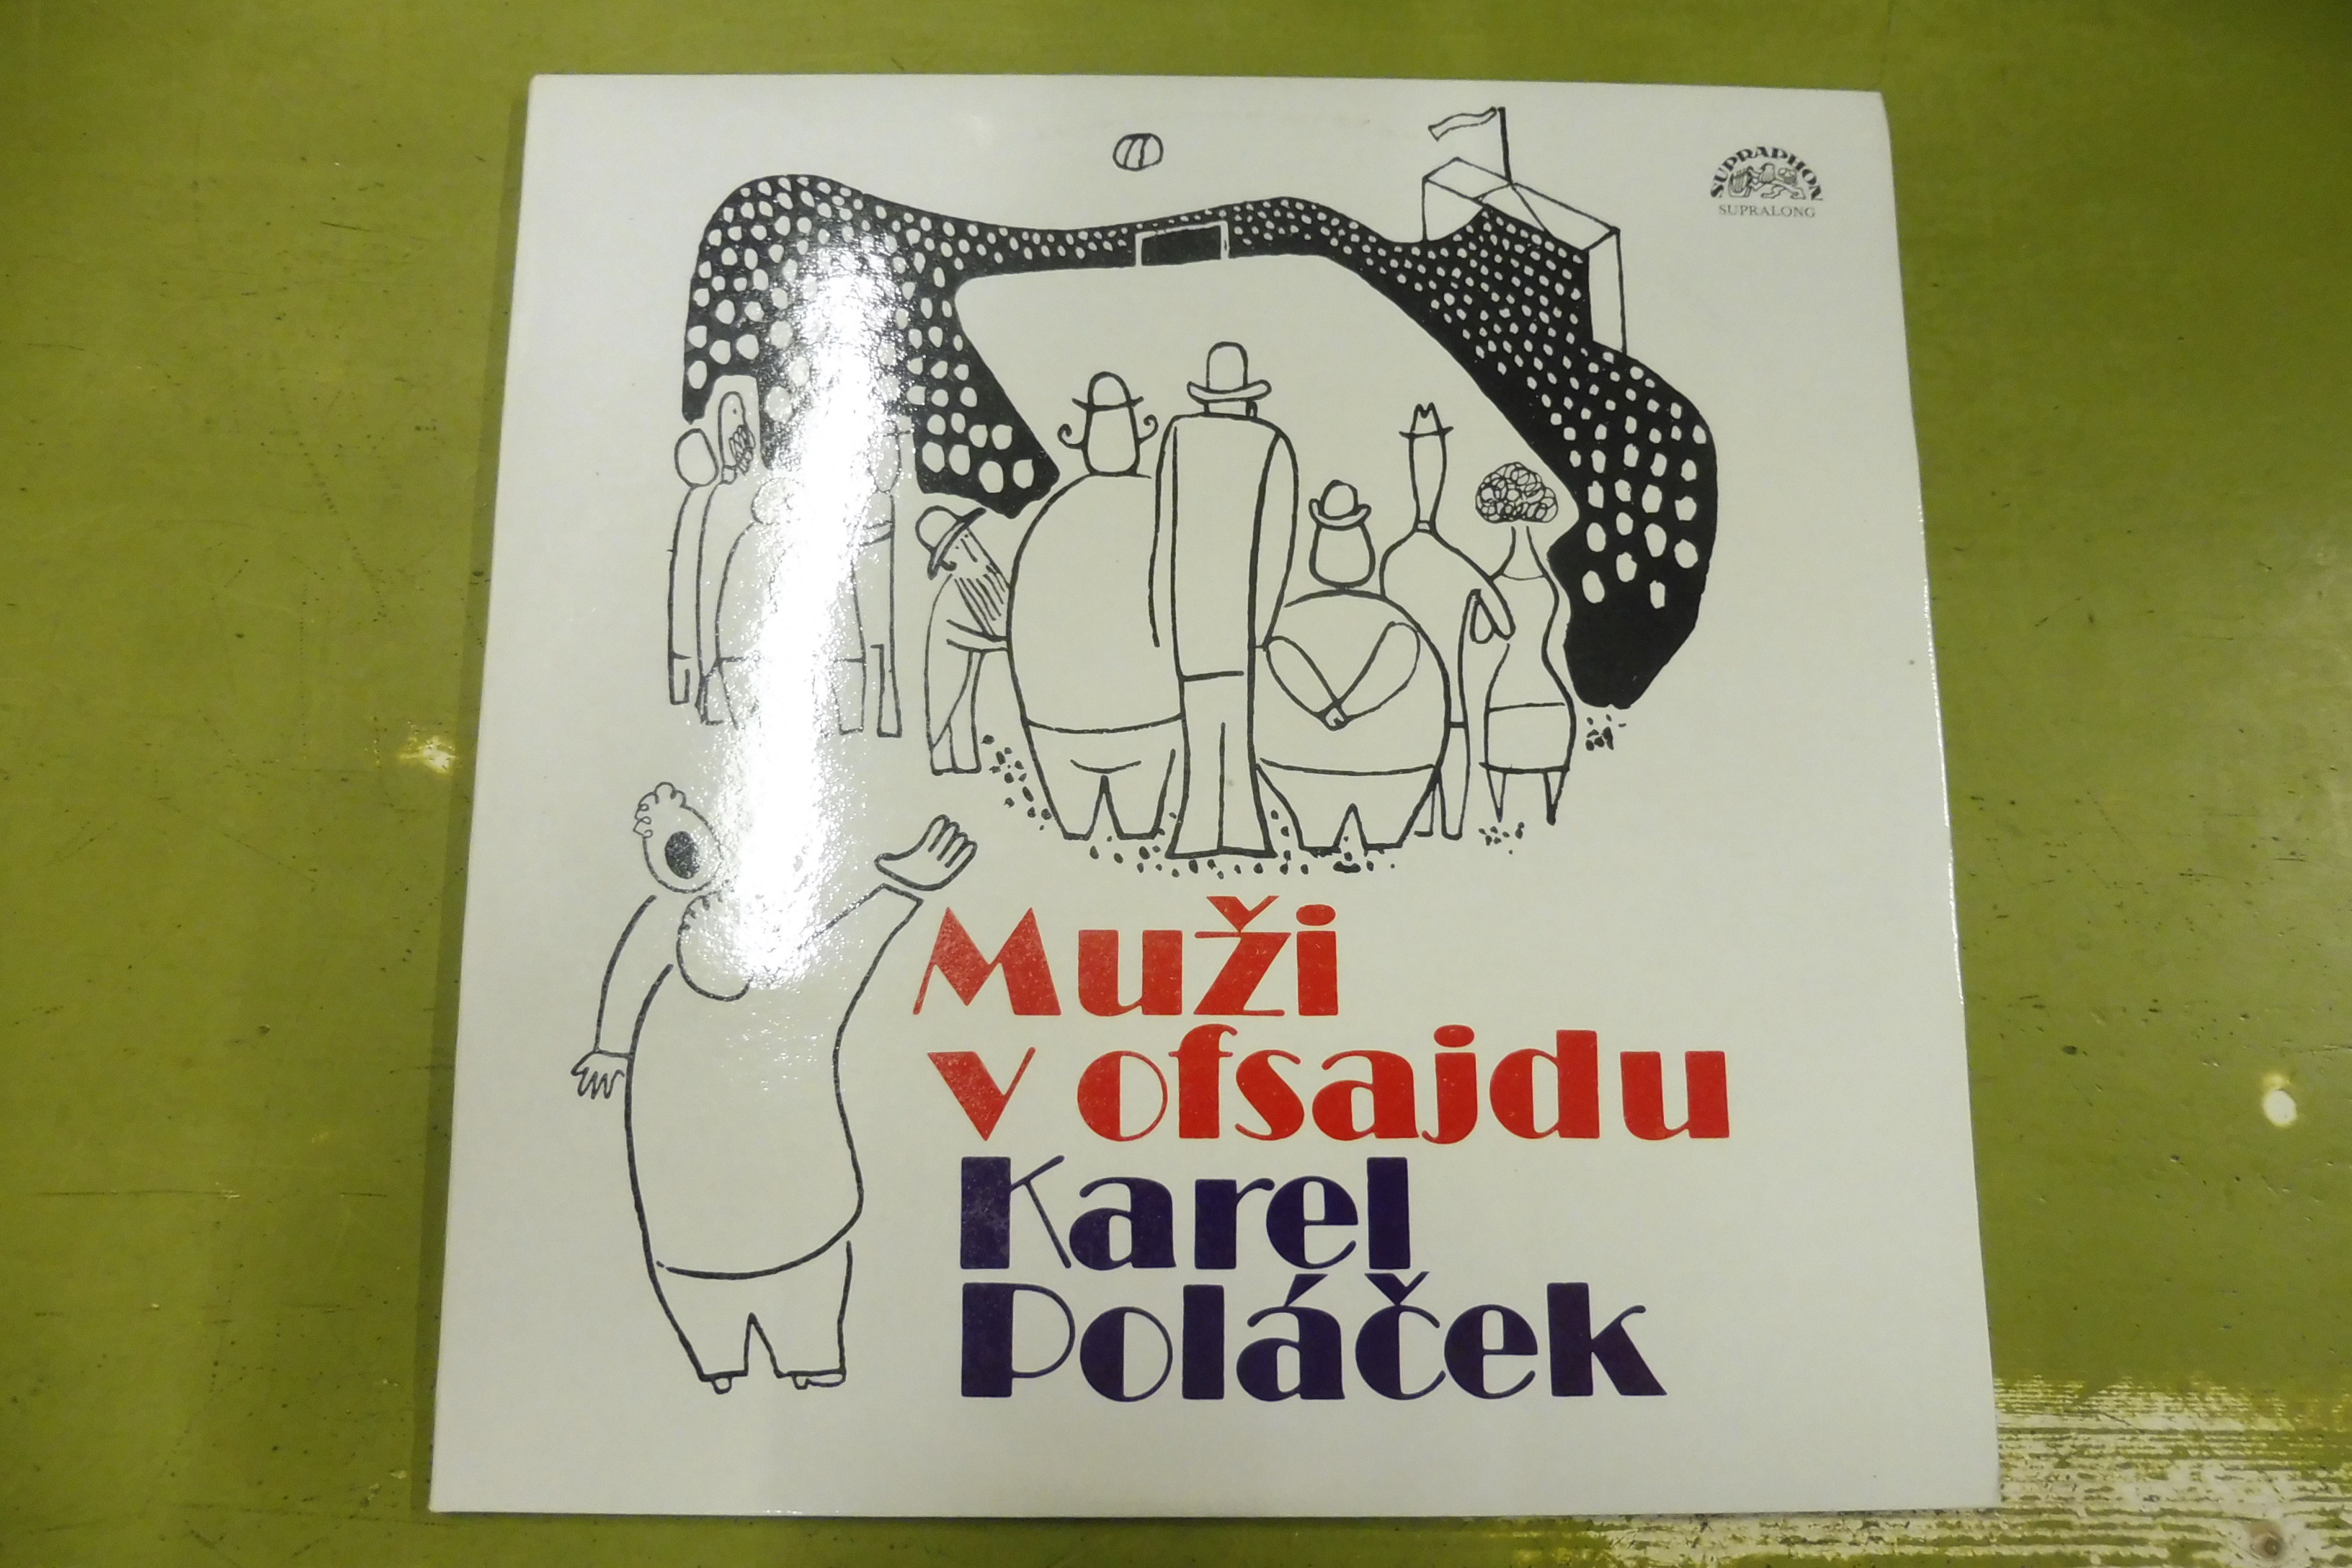 SUPRAPHON
SUPRALONG
Muži
v ofsajdu
Karel
Poláček